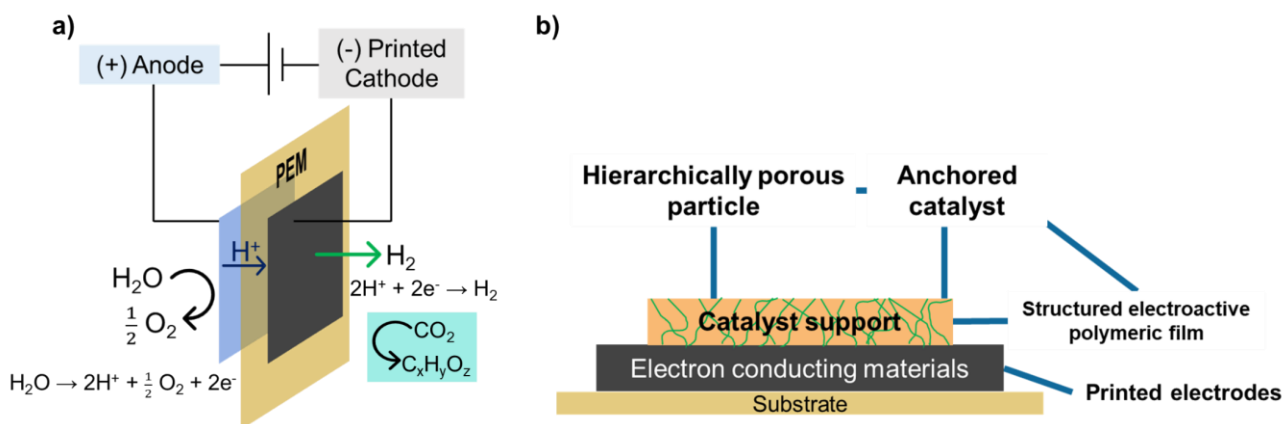 a)
(+) Anode
(-) Printed
Cathode
PEM
H⁺
H₂O
½ O₂
H₂O → 2H⁺ + ½ O₂ + 2e⁻
H₂
2H⁺ + 2e⁻ → H₂
CO₂
CₓHᵧO_z
b)
Hierarchically porous
particle
Anchored
catalyst
Catalyst support
Structured electroactive
polymeric film
Electron conducting materials
Printed electrodes
Substrate